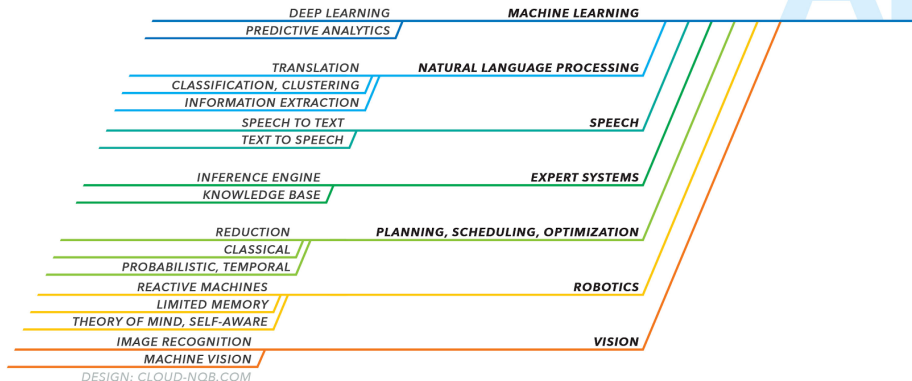 DEEP LEARNING MACHINE LEARNING
PREDICTIVE ANALYTICS
TRANSLATION NATURAL LANGUAGE PROCESSING
CLASSIFICATION, CLUSTERING
INFORMATION EXTRACTION
SPEECH TO TEXT SPEECH
TEXT TO SPEECH
INFERENCE ENGINE EXPERT SYSTEMS
KNOWLEDGE BASE
REDUCTION PLANNING, SCHEDULING, OPTIMIZATION
CLASSICAL
PROBABILISTIC, TEMPORAL
REACTIVE MACHINES ROBOTICS
LIMITED MEMORY
THEORY OF MIND, SELF-AWARE
IMAGE RECOGNITION VISION
MACHINE VISION
DESIGN: CLOUD-NQB.COM